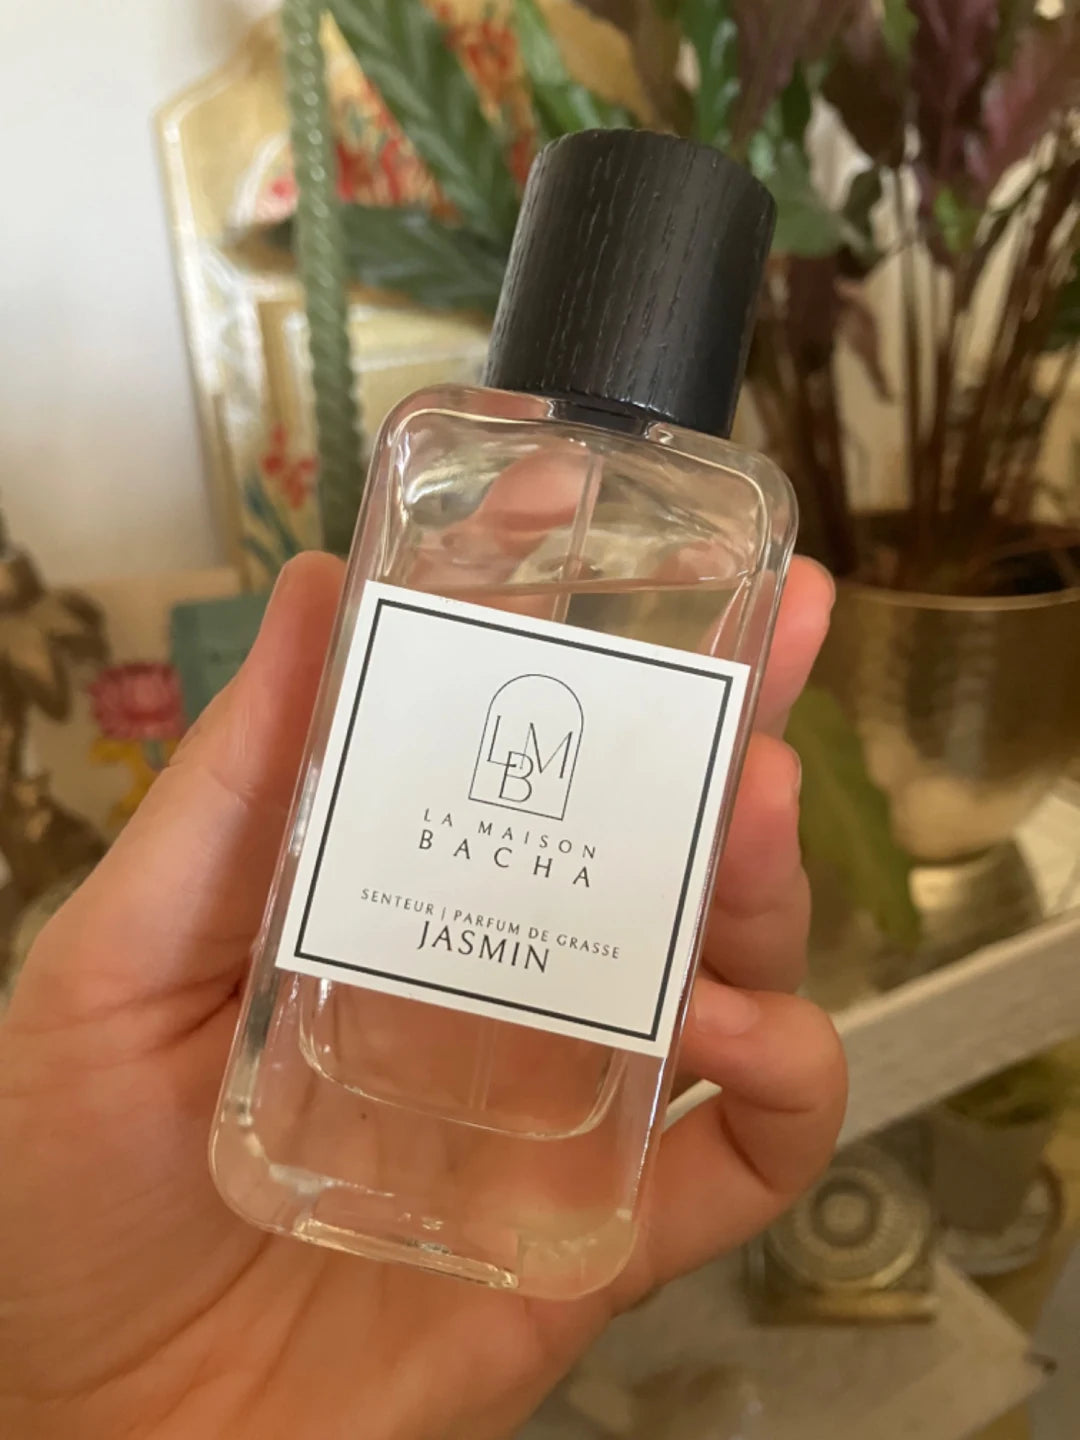 LMB
LA MAISON
BACHA
SENTEUR | PARFUM DE GRASSE
JASMIN